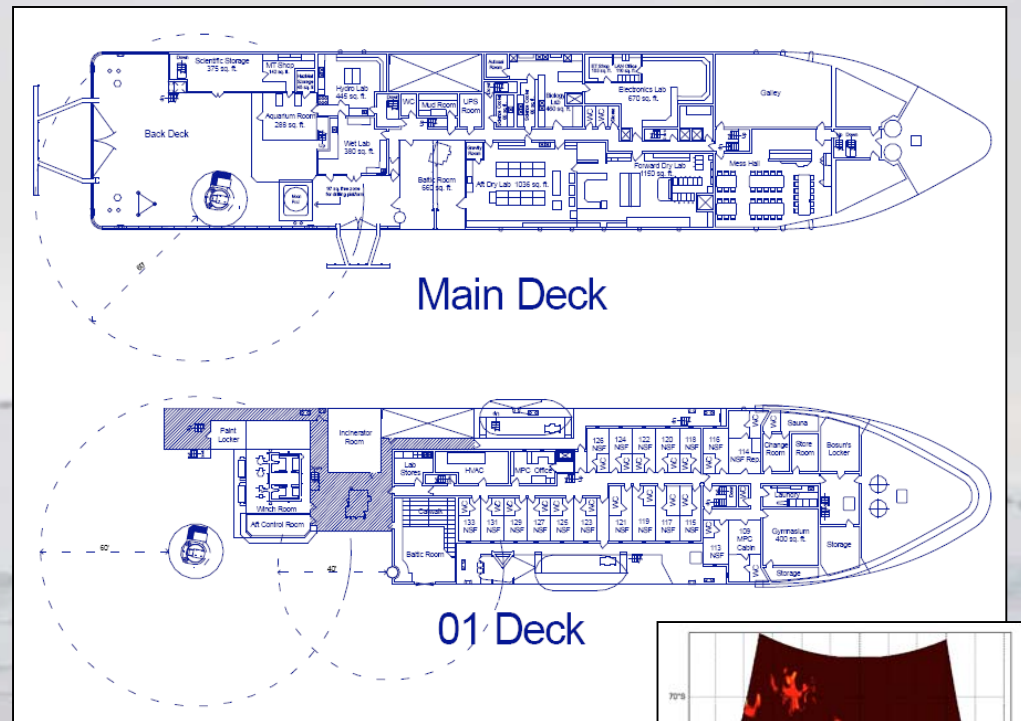 Scientific Storage
375 sq. ft.
MT Shop
Hydro Lab
445 sq. ft.
Aquarium Room
Back Deck
Wet Lab
380 sq. ft.
WC
Mud Room
UPS
Room
Baltic Room
660 sq. ft.
Aft Dry Lab 1036 sq. ft.
Biology
Lab
Electronics Lab
670 sq. ft.
Galley
Forward Dry Lab
1150 sq. ft.
Mess Hall
Down
Main Deck
Paint
Locker
Incinerator
Room
Winch Room
Aft Control Room
60'
40'
Lab
Stores
HVAC
MPC Office
Baltic Room
126
NSF
124
NSF
122
NSF
120
NSF
118
NSF
116
NSF
114
NSF Rep.
133
NSF
131
NSF
129
NSF
127
NSF
125
NSF
123
NSF
121
NSF
119
NSF
117
NSF
115
NSF
113
NSF
109
MPC
Cabin
WC
Sauna
Change
Room
Store
Room
Bosun's
Locker
Laundry
Gymnasium
400 sq. ft.
Storage
Storage
01 Deck
70°S